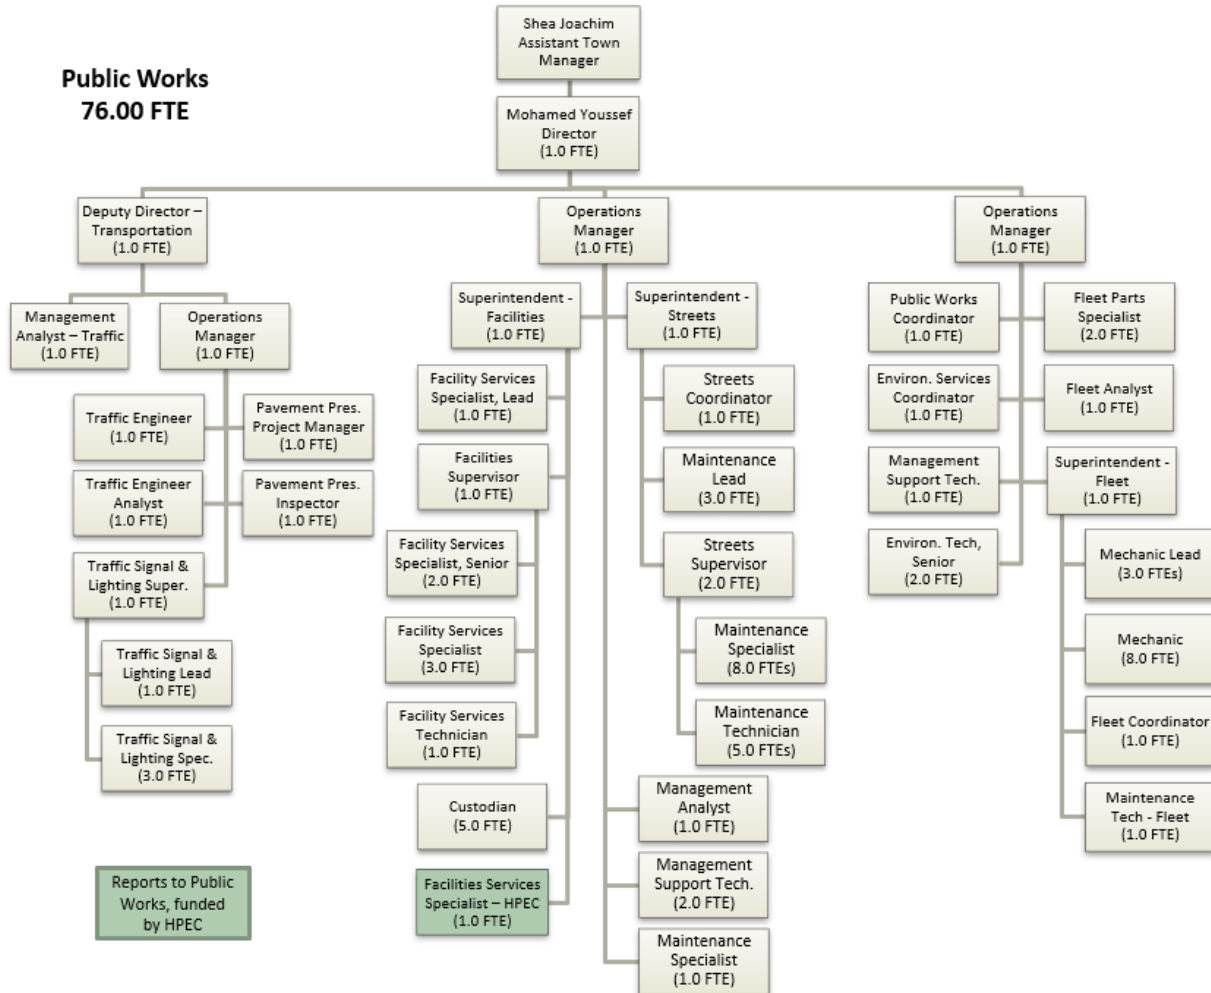 Public Works
76.00 FTE
Shea Joachim
Assistant Town
Manager
Mohamed Youssef
Director
(1.0 FTE)
Deputy Director –
Transportation
(1.0 FTE)
Operations
Manager
(1.0 FTE)
Operations
Manager
(1.0 FTE)
Management
Analyst – Traffic
(1.0 FTE)
Operations
Manager
(1.0 FTE)
Traffic Engineer
(1.0 FTE)
Pavement Pres.
Project Manager
(1.0 FTE)
Traffic Engineer
Analyst
(1.0 FTE)
Pavement Pres.
Inspector
(1.0 FTE)
Traffic Signal &
Lighting Super.
(1.0 FTE)
Traffic Signal &
Lighting Lead
(1.0 FTE)
Traffic Signal &
Lighting Spec.
(3.0 FTE)
Superintendent -
Facilities
(1.0 FTE)
Facility Services
Specialist, Lead
(1.0 FTE)
Facilities
Supervisor
(1.0 FTE)
Facility Services
Specialist, Senior
(2.0 FTE)
Facility Services
Specialist
(3.0 FTE)
Facility Services
Technician
(1.0 FTE)
Custodian
(5.0 FTE)
Facilities Services
Specialist – HPEC
(1.0 FTE)
Superintendent -
Streets
(1.0 FTE)
Streets
Coordinator
(1.0 FTE)
Maintenance
Lead
(3.0 FTE)
Streets
Supervisor
(2.0 FTE)
Maintenance
Specialist
(8.0 FTEs)
Maintenance
Technician
(5.0 FTEs)
Management
Analyst
(1.0 FTE)
Management
Support Tech.
(2.0 FTE)
Maintenance
Specialist
(1.0 FTE)
Public Works
Coordinator
(1.0 FTE)
Fleet Parts
Specialist
(2.0 FTE)
Environ. Services
Coordinator
(1.0 FTE)
Fleet Analyst
(1.0 FTE)
Management
Support Tech.
(1.0 FTE)
Superintendent -
Fleet
(1.0 FTE)
Environ. Tech,
Senior
(2.0 FTE)
Mechanic Lead
(3.0 FTEs)
Mechanic
(8.0 FTE)
Fleet Coordinator
(1.0 FTE)
Maintenance
Tech - Fleet
(1.0 FTE)
Reports to Public
Works, funded
by HPEC